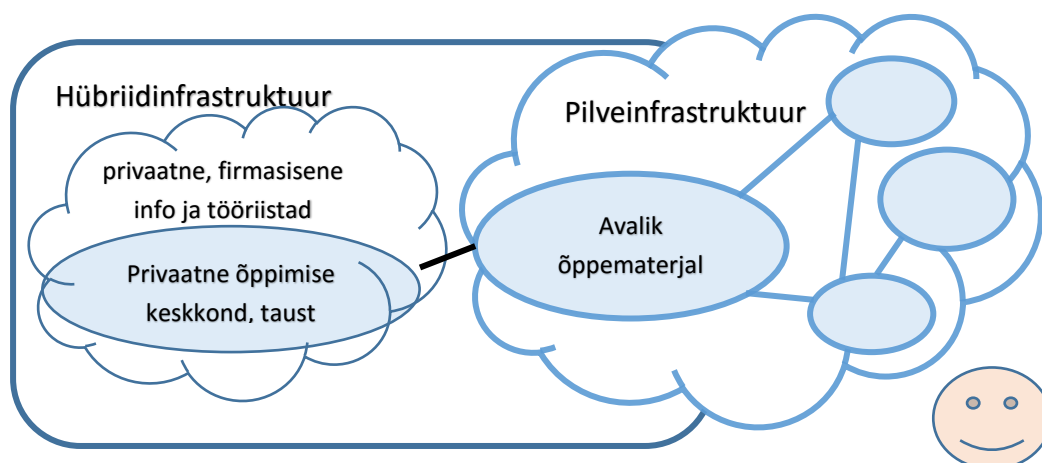 Hübriidinfrastruktuur
privaatne, firmasisene
info ja tööriistad
Privaatne õppimise
keskkond, taust
Pilveinfrastruktuur
Avalik
õppematerjal